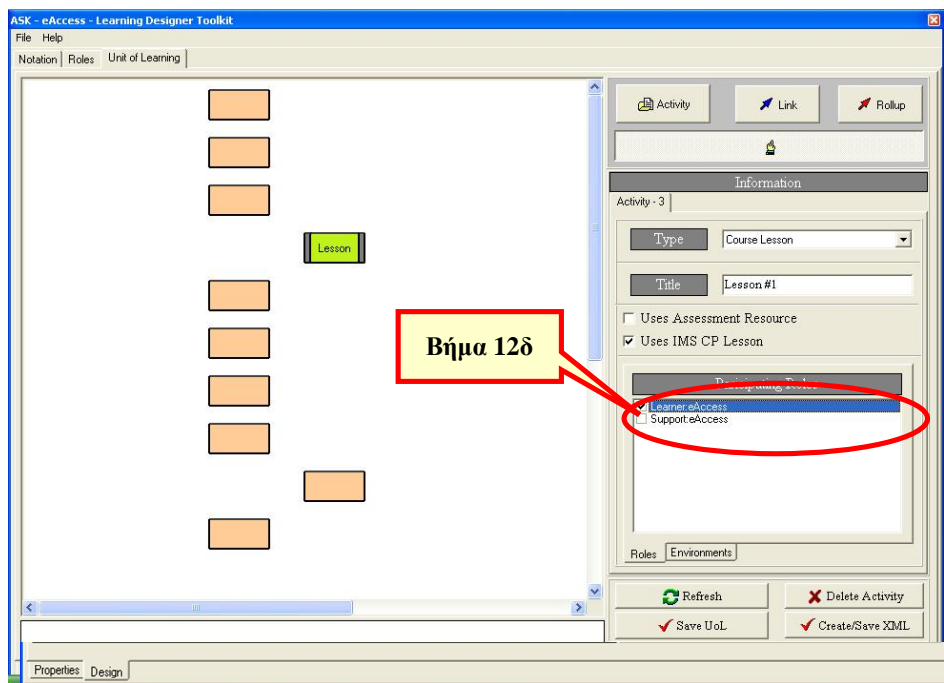 ASK - eAccess - Learning Designer Toolkit
File Help
Notation Roles Unit of Learning
Activity Link Rollup
Information
Activity - 3
Type Course Lesson
Lesson
Title Lesson #1
Uses Assessment Resource
Uses IMS CP Lesson
Βήμα 12δ
Participating Roles
Learner:eAccess
Support:eAccess
Roles Environments
Refresh Delete Activity
Save UoL Create/Save XML
Properties Design